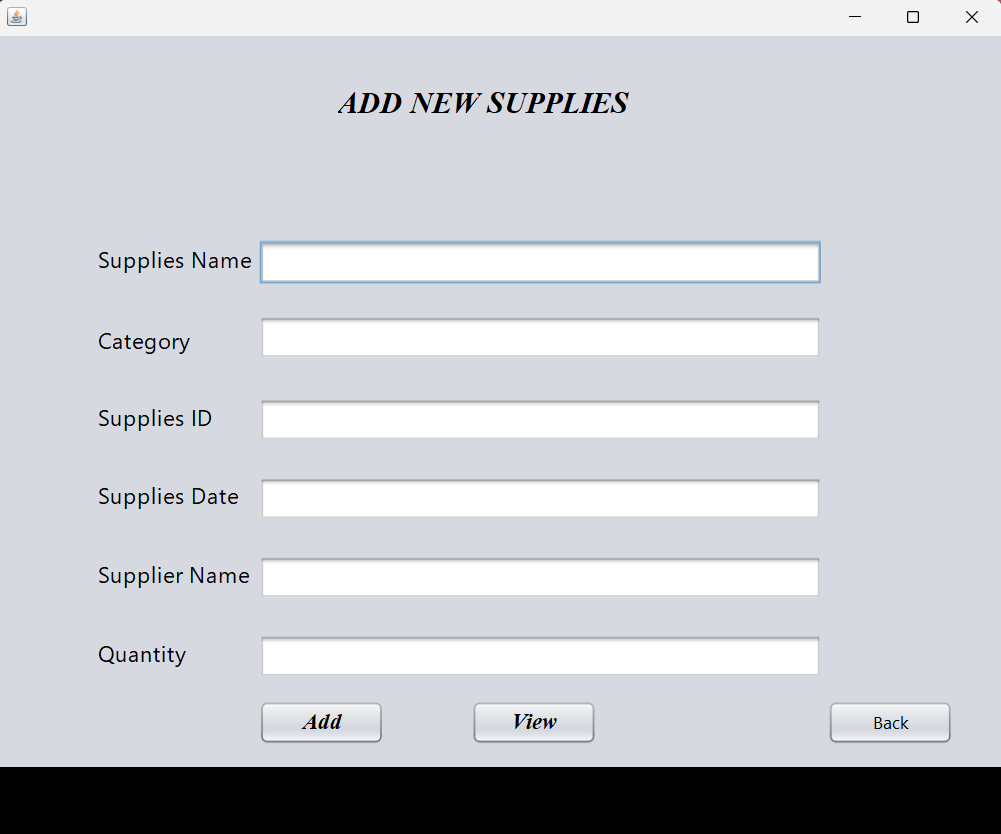 ADD NEW SUPPLIES
Supplies Name
Category
Supplies ID
Supplies Date
Supplier Name
Quantity
Add View Back